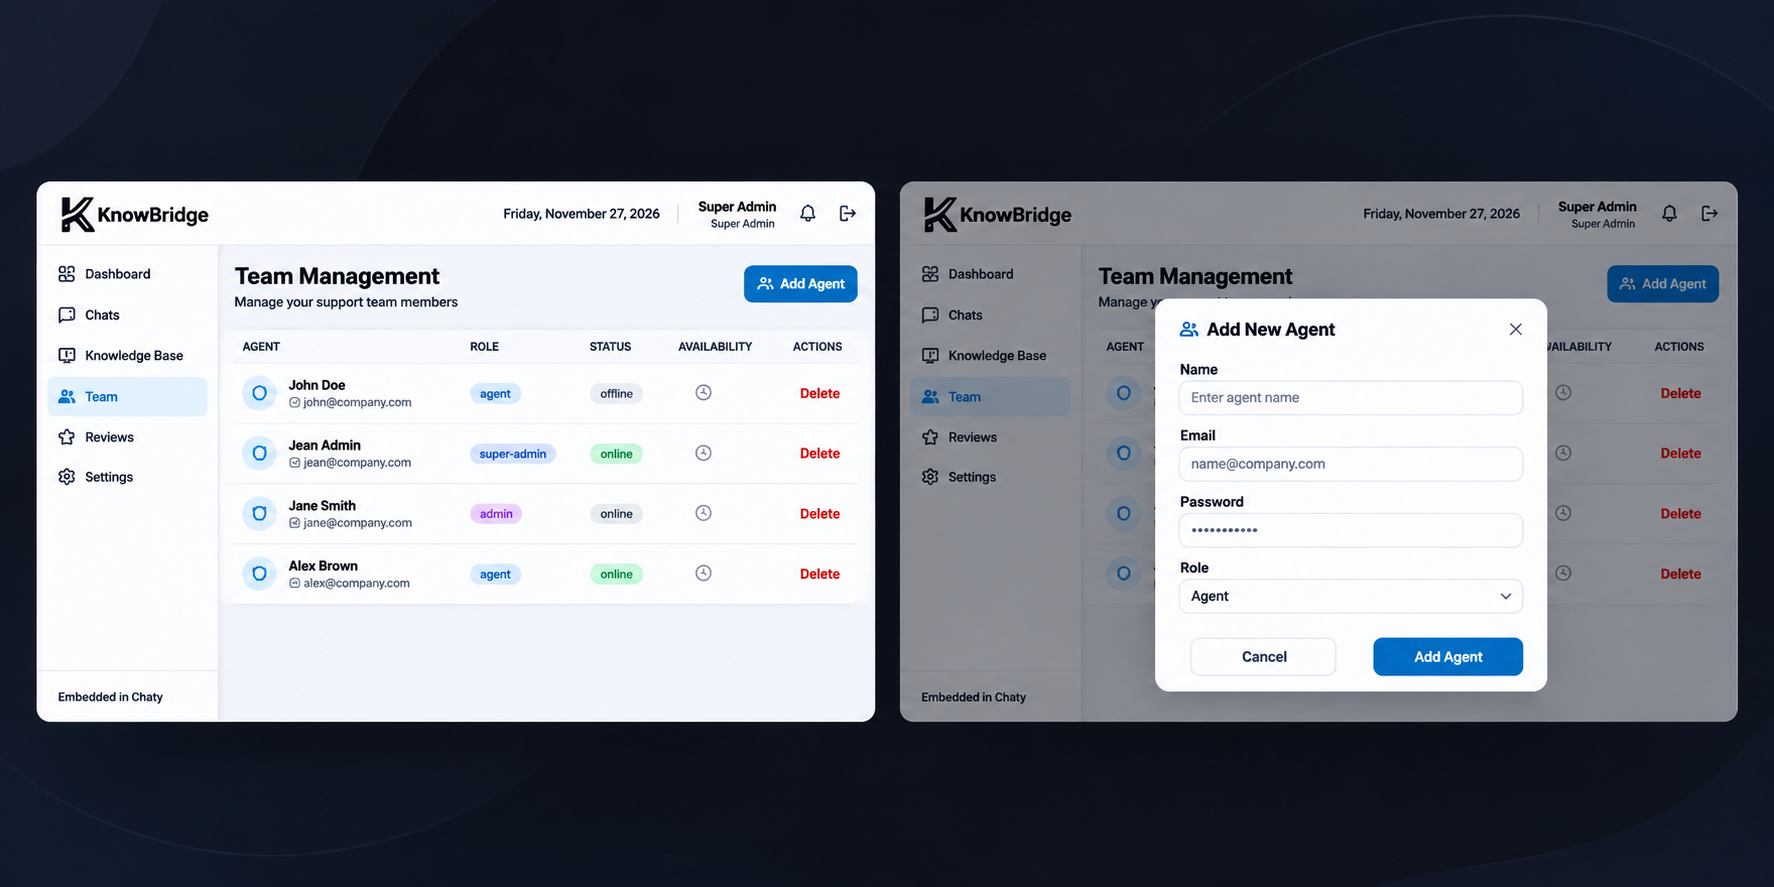 KnowBridge
Friday, November 27, 2026
Super Admin
Super Admin
Dashboard
Chats
Knowledge Base
Team
Reviews
Settings
Embedded in Chaty
Team Management
Manage your support team members
Add Agent
AGENT ROLE STATUS AVAILABILITY ACTIONS
John Doe
john@company.com
agent offline Delete
Jean Admin
jean@company.com
super-admin online Delete
Jane Smith
jane@company.com
admin online Delete
Alex Brown
alex@company.com
agent online Delete
KnowBridge
Friday, November 27, 2026
Super Admin
Super Admin
Dashboard
Chats
Knowledge Base
Team
Reviews
Settings
Embedded in Chaty
Team Management
Manage
Add Agent
AGENT VAILABILITY ACTIONS
Delete
Delete
Delete
Delete
Add New Agent
Name
Enter agent name
Email
name@company.com
Password
•••••••••••
Role
Agent
Cancel
Add Agent